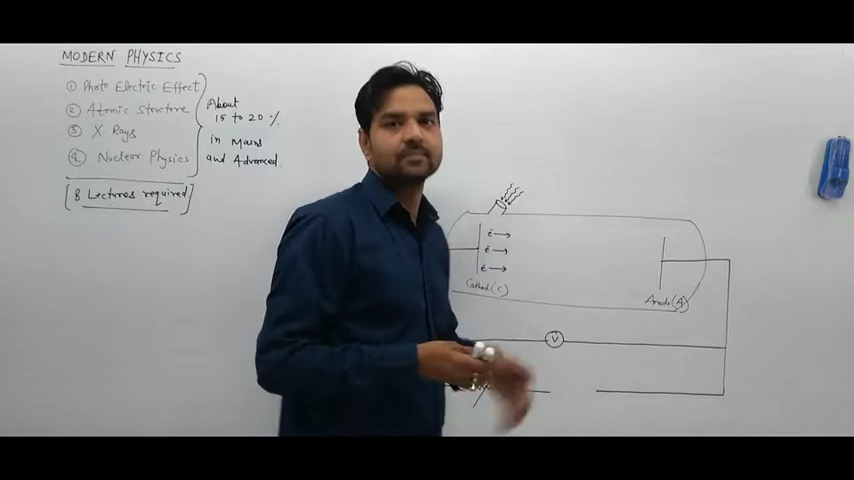 MODERN PHYSICS
① Photo Electric Effect
② Atomic Structure
③ X-Rays
④ Nuclear Physics
[8 Lectures required]
About
15 to 20 %
in Mains
and Advanced.
e⁻ →
e⁻ →
e⁻ →
Cathod (C)
Anode (A)
V